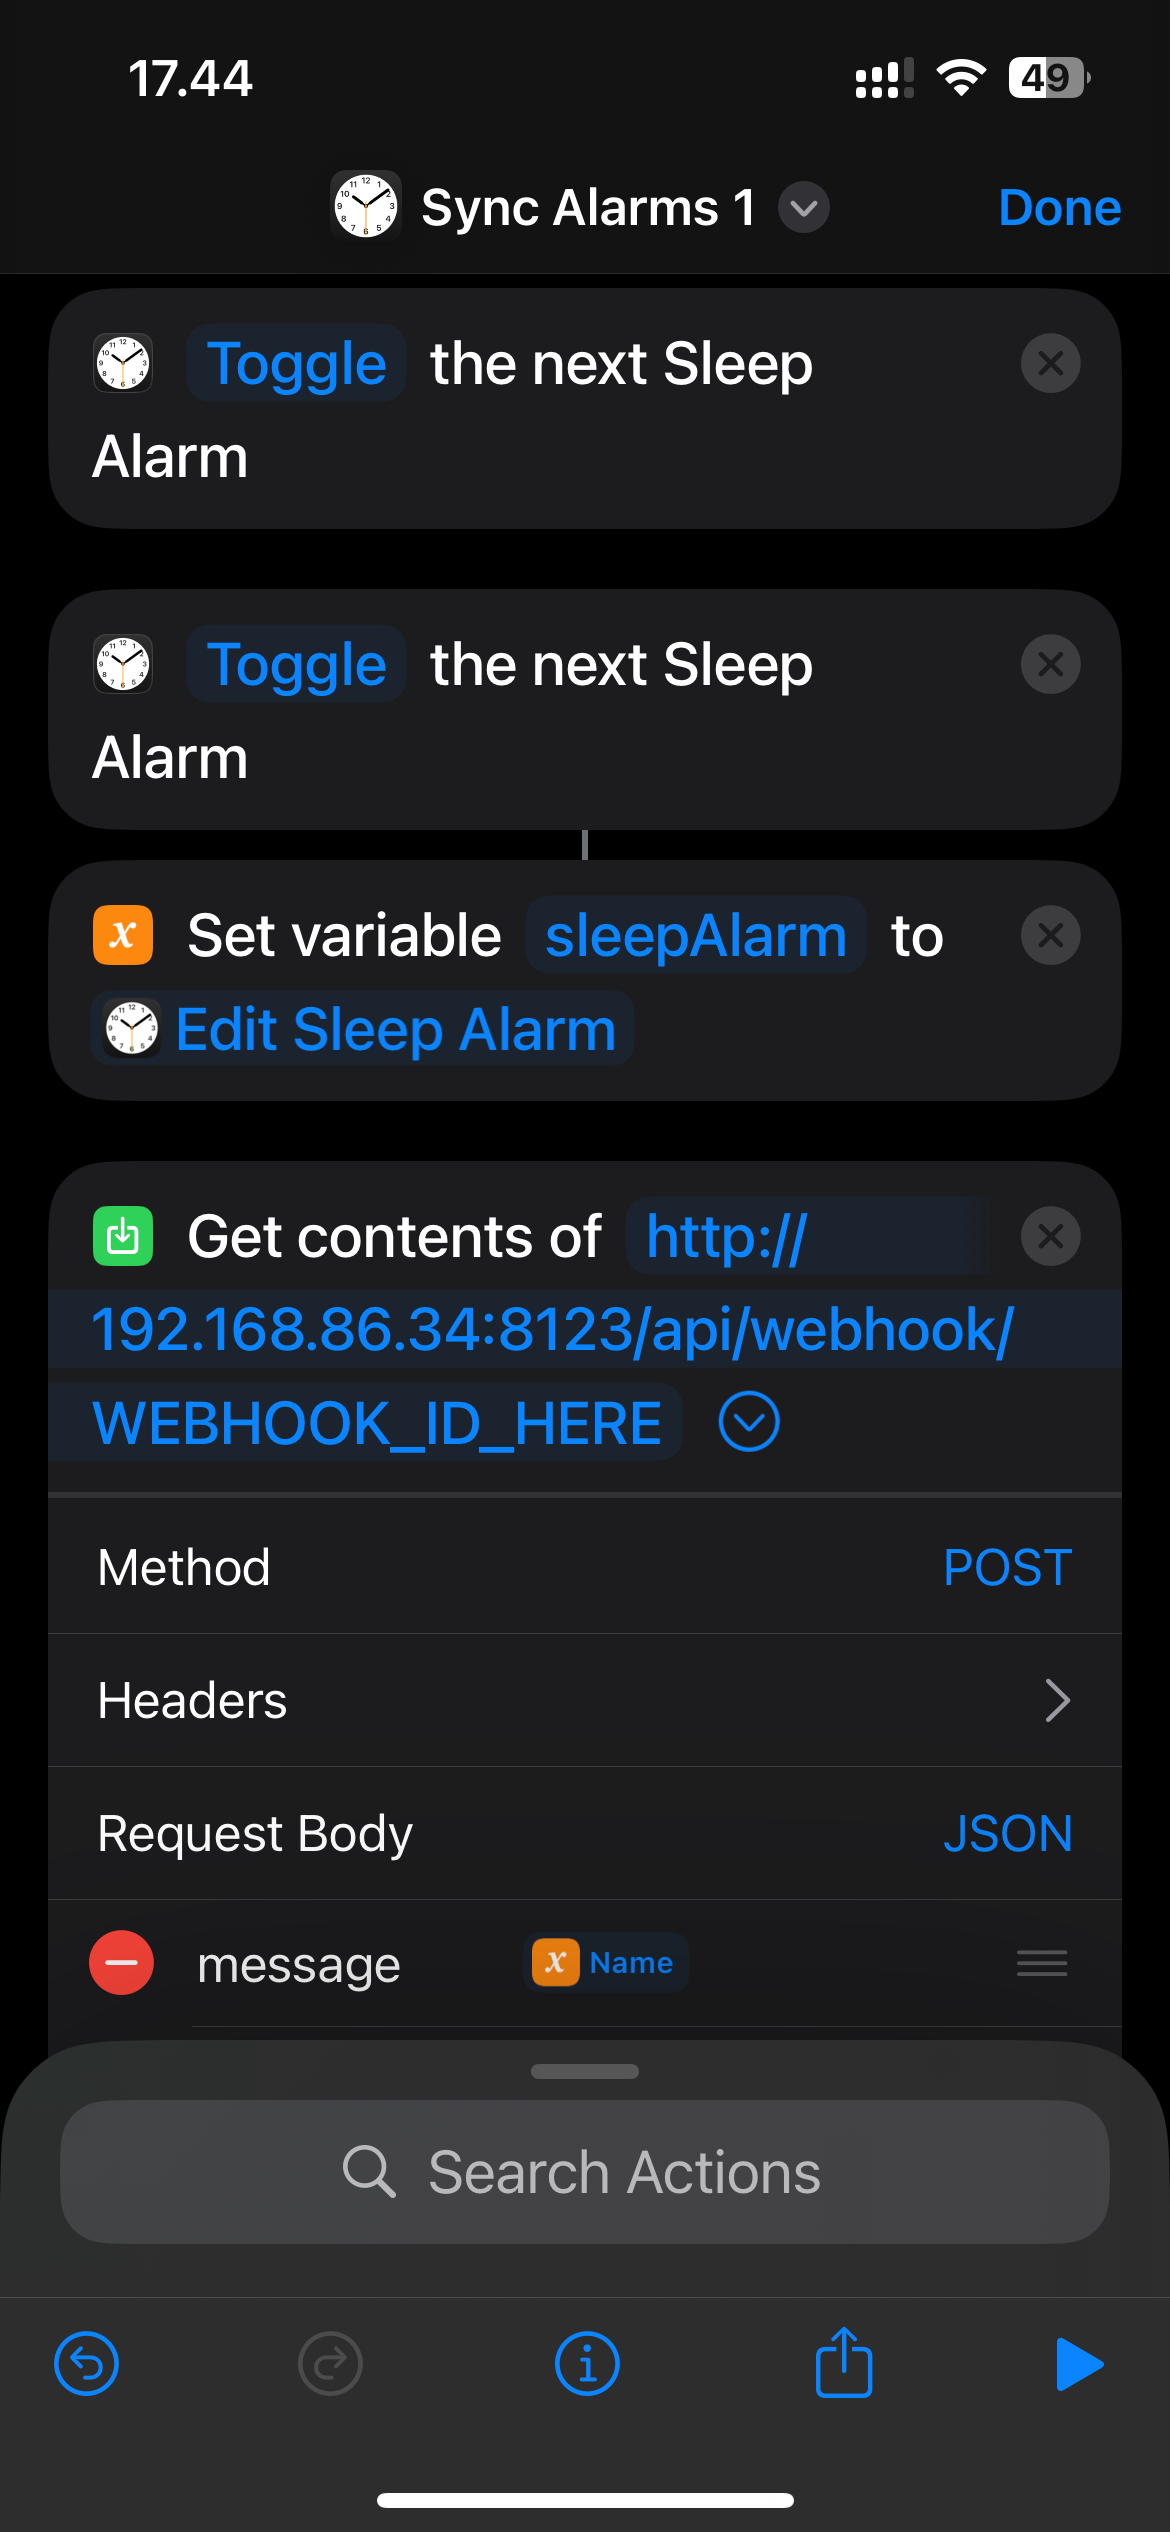 17.44
49
Sync Alarms 1
Done
Toggle the next Sleep
Alarm
Toggle the next Sleep
Alarm
x Set variable sleepAlarm to
Edit Sleep Alarm
Get contents of http://
192.168.86.34:8123/api/webhook/
WEBHOOK_ID_HERE
Method POST
Headers
Request Body JSON
message x Name
Search Actions